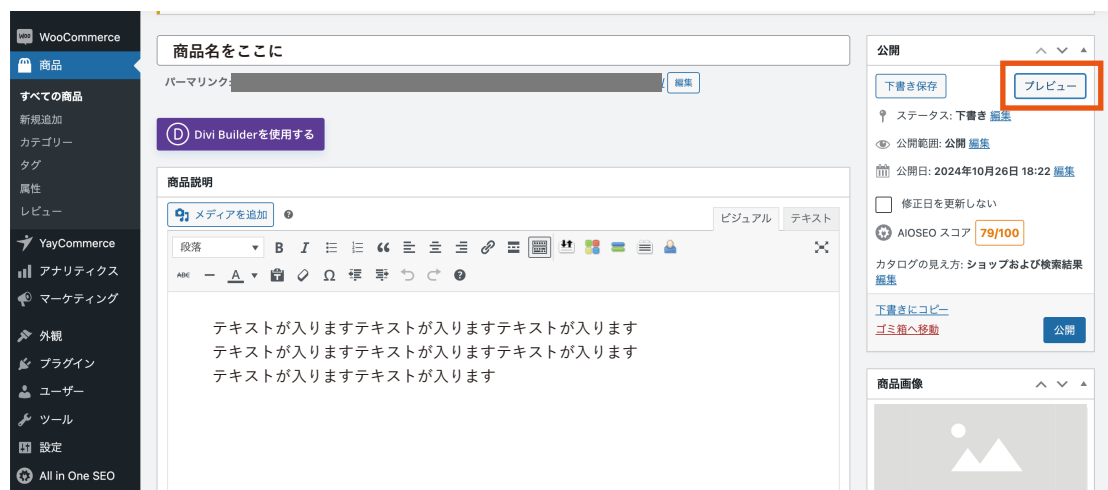 WooCommerce
商品
すべての商品
新規追加
カテゴリー
タグ
属性
レビュー
YayCommerce
アナリティクス
マーケティング
外観
プラグイン
ユーザー
ツール
設定
All in One SEO
商品名をここに
パーマリンク:
編集
Divi Builderを使用する
商品説明
メディアを追加
ビジュアル
テキスト
段落
B I
ABE
A
Ω
テキストが入りますテキストが入りますテキストが入ります
テキストが入りますテキストが入りますテキストが入ります
テキストが入りますテキストが入ります
公開
下書き保存
プレビュー
ステータス: 下書き 編集
公開範囲: 公開 編集
公開日: 2024年10月26日 18:22 編集
修正日を更新しない
AIOSEO スコア 79/100
カタログの見え方: ショップおよび検索結果
編集
下書きにコピー
ゴミ箱へ移動
公開
商品画像